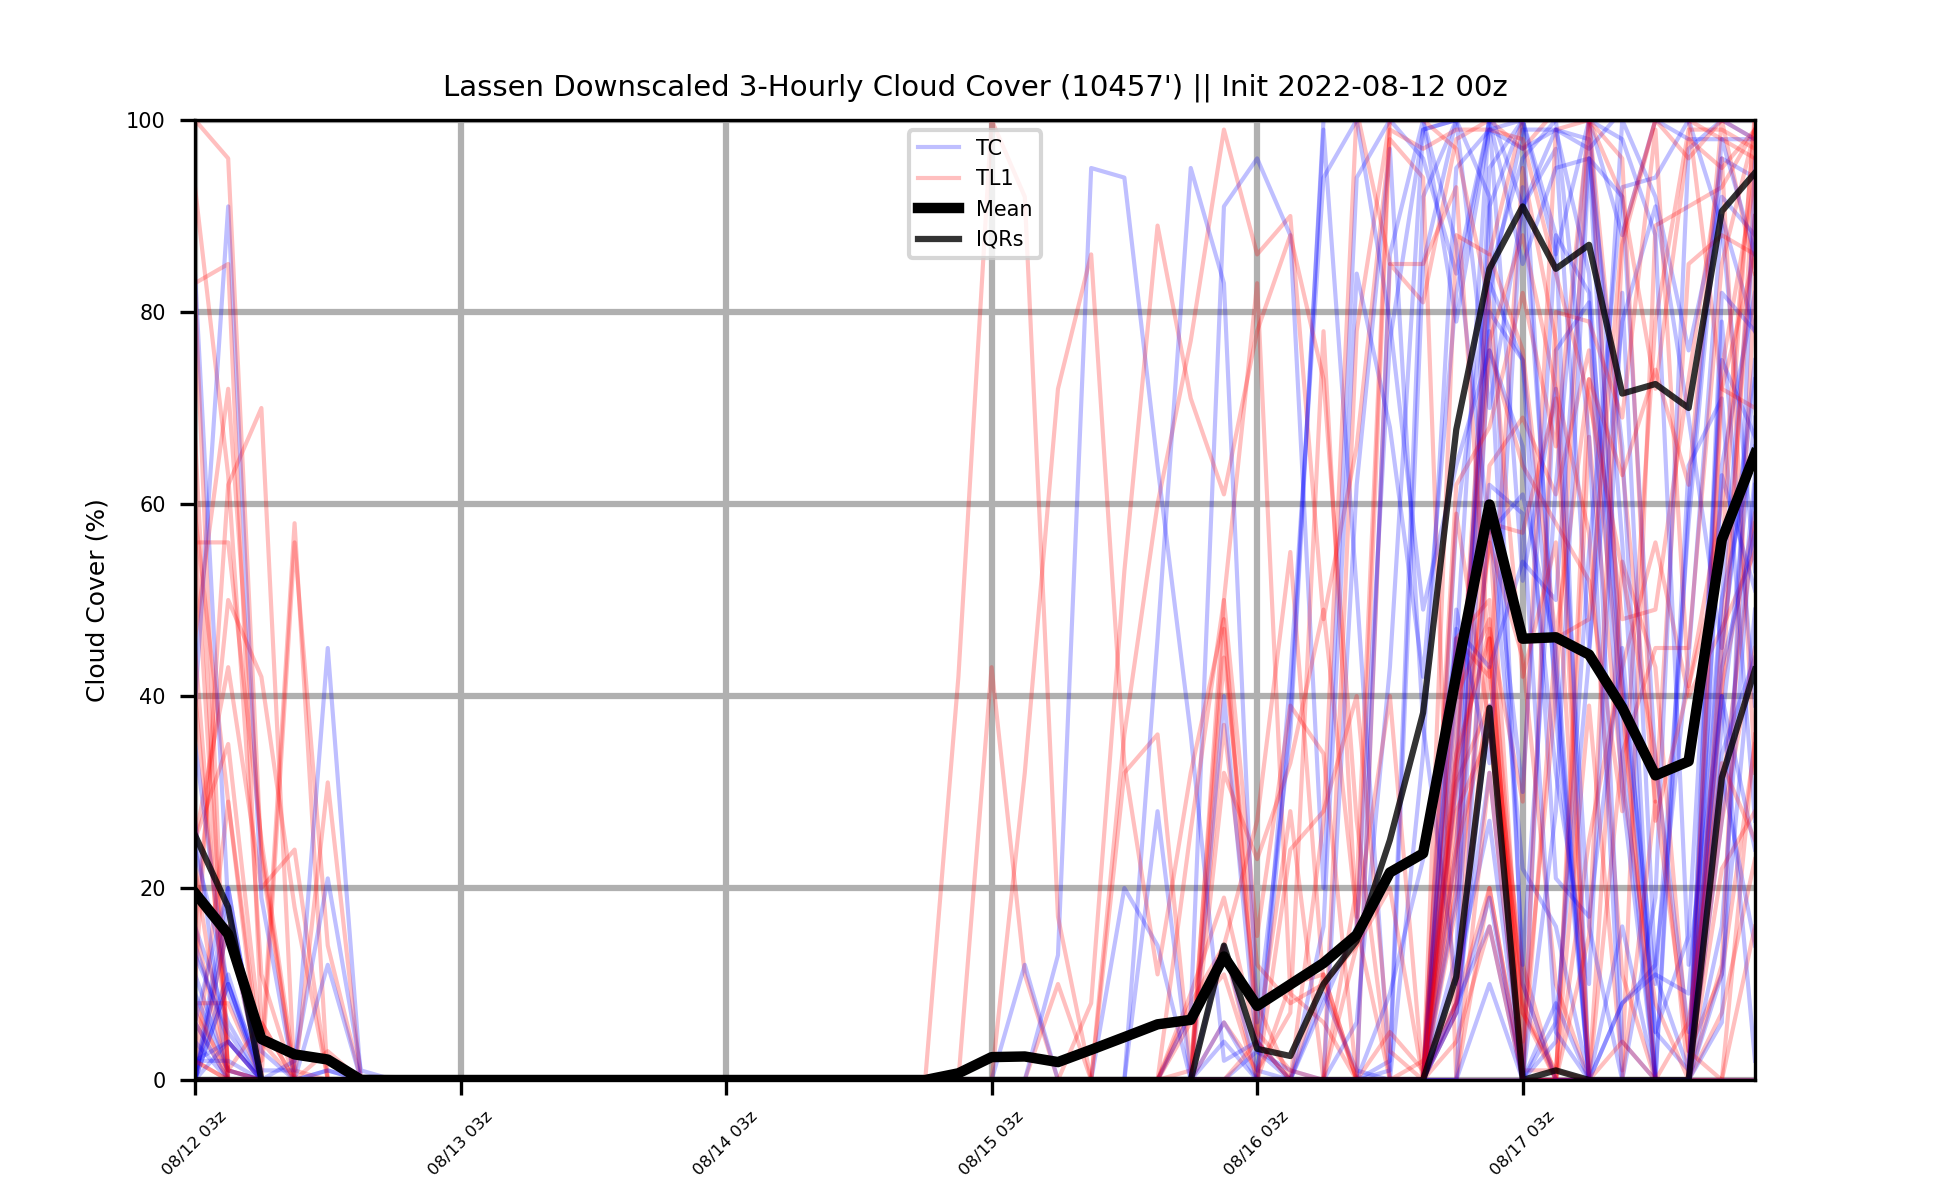 Lassen Downscaled 3-Hourly Cloud Cover (10457') || Init 2022-08-12 00z
TC
TL1
Mean
IQRs
Cloud Cover (%)
100
80
60
40
20
0
08/12 03z
08/13 03z
08/14 03z
08/15 03z
08/16 03z
08/17 03z